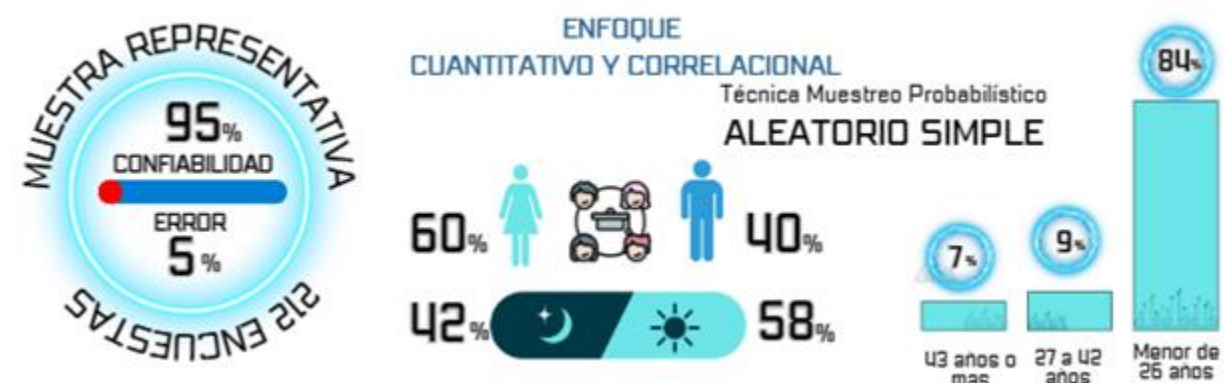 MUESTRA REPRESENTATIVA
95%
CONFIABILIDAD
ERROR
5%
212 ENCUESTAS
ENFOQUE
CUANTITATIVO Y CORRELACIONAL
Técnica Muestreo Probabilístico
ALEATORIO SIMPLE
60%
40%
42%
58%
7%
9%
84%
43 años o
mas
27 a 42
años
Menor de
26 años